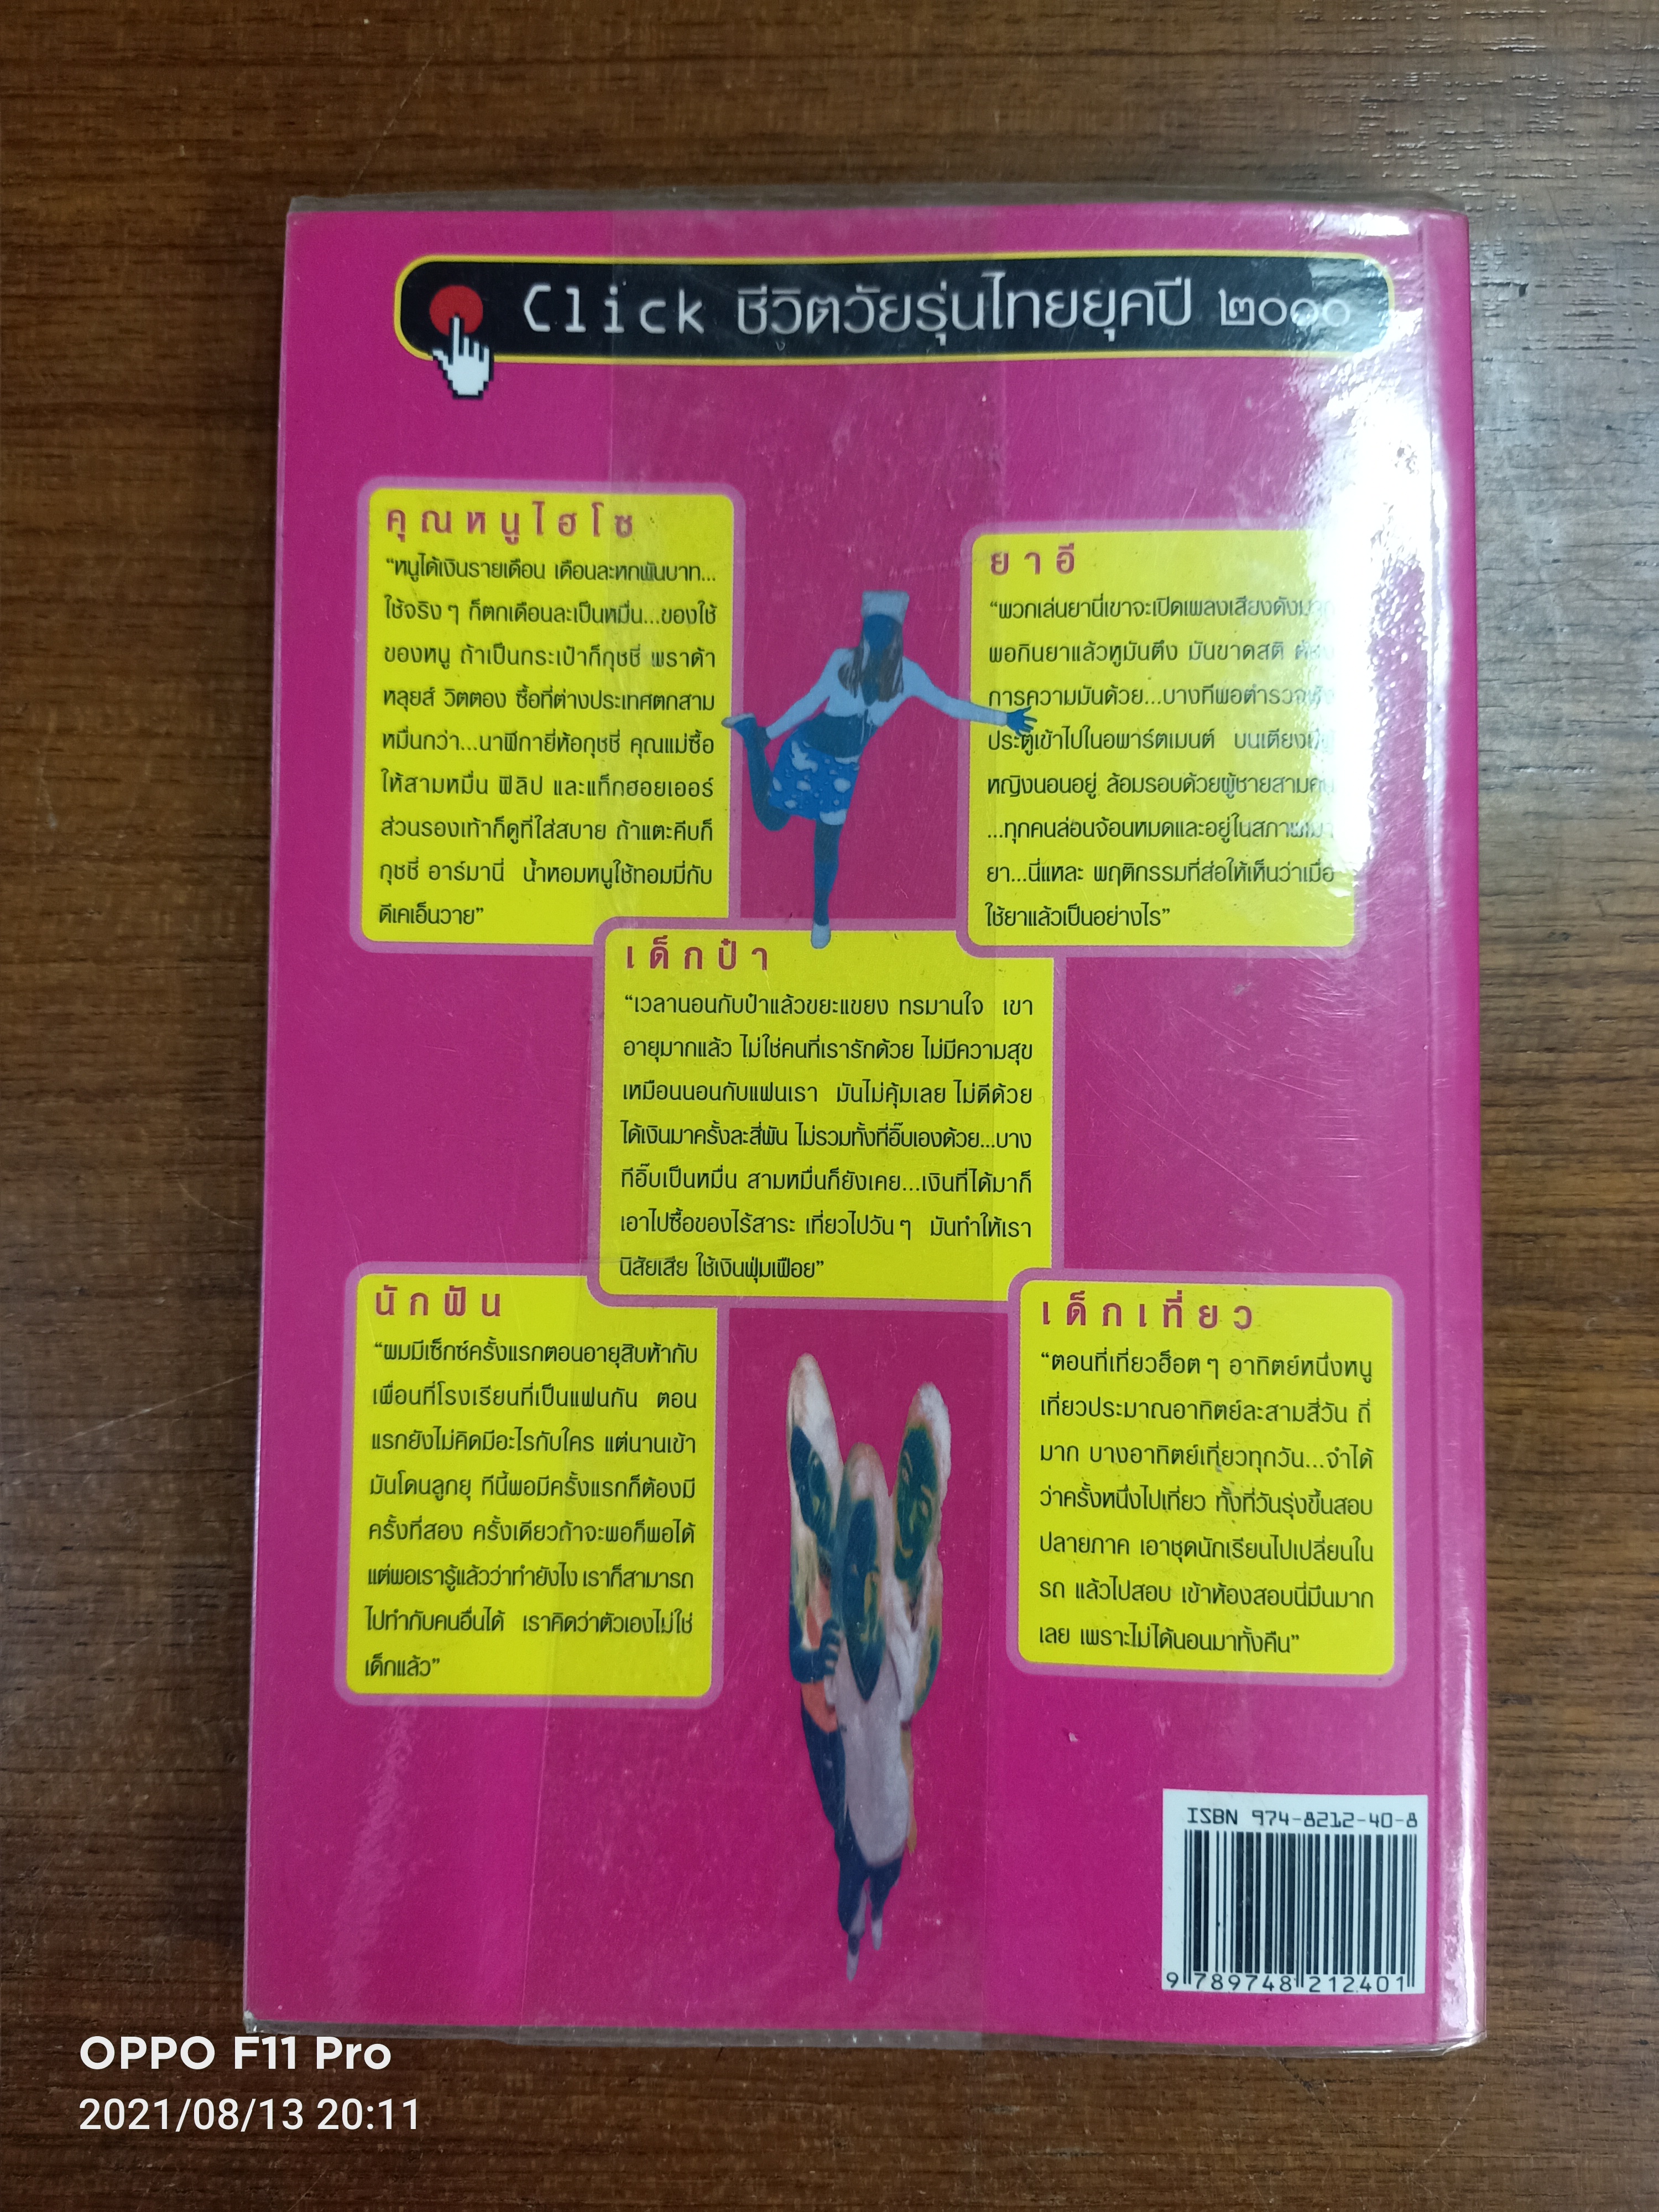 Click ชีวิตวัยรุ่นไทยยุคปี ๒๐๐๐
คุณหนูไฮโซ
“หนูได้เงินรายเดือน เดือนละหกพันบาท...
ใช้จริงๆ ก็ตกเดือนละเป็นหมื่น...ของใช้
ของหนู ถ้าเป็นกระเป๋าก็กุชชี่ พราด้า
หลุยส์ วิตตอง ซื้อที่ต่างประเทศตกสาม
หมื่นกว่า...นาฬิกายี่ห้อกุชชี่ คุณแม่ซื้อ
ให้สามหมื่น ฟิลิป และแท็กฮอยเออร์
ส่วนรองเท้าก็ดูที่ใส่สบาย ถ้าแตะคีบก็
กุชชี่ อาร์มานี่ น้ำหอมหนูใช้ทอมมี่กับ
ดีเคเอ็นวาย”
ยาอี
“พวกเล่นยานี่เขาจะเปิดเพลงเสียงดัง
พอกินยาแล้วหูมันตึง มันขาดสติ
การความมันด้วย...บางทีพอตำรวจ
ประตูเข้าไปในอพาร์ตเมนต์ บนเตียง
หญิงนอนอยู่ ล้อมรอบด้วยผู้ชายสามคน
...ทุกคนล่อนจ้อนหมดและอยู่ในสภาพ
ยา...นี่แหละ พฤติกรรมที่ส่อให้เห็นว่าเมื่อ
ใช้ยาแล้วเป็นอย่างไร”
เด็กป๋า
“เวลานอนกับป๋าแล้วขยะแขยง ทรมานใจ เขา
อายุมากแล้ว ไม่ใช่คนที่เรารักด้วย ไม่มีความสุข
เหมือนนอนกับแฟนเรา มันไม่คุ้มเลย ไม่ดีด้วย
ได้เงินมาครั้งละสี่พัน ไม่รวมทั้งที่อิ๊บเองด้วย...บาง
ทีอิ๊บเป็นหมื่น สามหมื่นก็ยังเคย...เงินที่ได้มาก็
เอาไปซื้อของไร้สาระ เที่ยวไปวันๆ มันทำให้เรา
นิสัยเสีย ใช้เงินฟุ่มเฟือย”
นักฟัน
“ผมมีเซ็กซ์ครั้งแรกตอนอายุสิบห้ากับ
เพื่อนที่โรงเรียนที่เป็นแฟนกัน ตอน
แรกยังไม่คิดมีอะไรกับใคร แต่นานเข้า
มันโดนลูกยุ ทีนี้พอมีครั้งแรกก็ต้องมี
ครั้งที่สอง ครั้งเดียวถ้าจะพอก็พอได้
แต่พอเรารู้แล้วว่าทำยังไง เราก็สามารถ
ไปทำกับคนอื่นได้ เราคิดว่าตัวเองไม่ใช่
เด็กแล้ว”
เด็กเที่ยว
“ตอนที่เที่ยวฮ็อตๆ อาทิตย์หนึ่งหนู
เที่ยวประมาณอาทิตย์ละสามสี่วัน ถี่
มาก บางอาทิตย์เที่ยวทุกวัน...จำได้
ว่าครั้งหนึ่งไปเที่ยว ทั้งที่วันรุ่งขึ้นสอบ
ปลายภาค เอาชุดนักเรียนไปเปลี่ยนใน
รถ แล้วไปสอบ เข้าห้องสอบนี่มึนมาก
เลย เพราะไม่ได้นอนมาทั้งคืน”
ISBN 974-8212-40-8
9 789748 212401
OPPO F11 Pro
2021/08/13 20:11